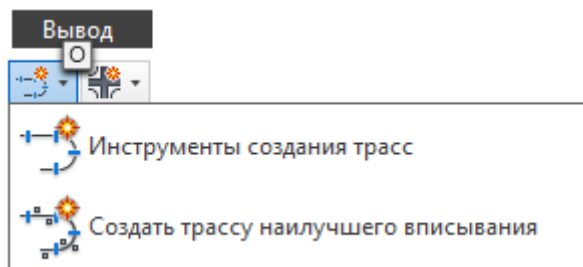 Вывод
О
Инструменты создания трасс
Создать трассу наилучшего вписывания